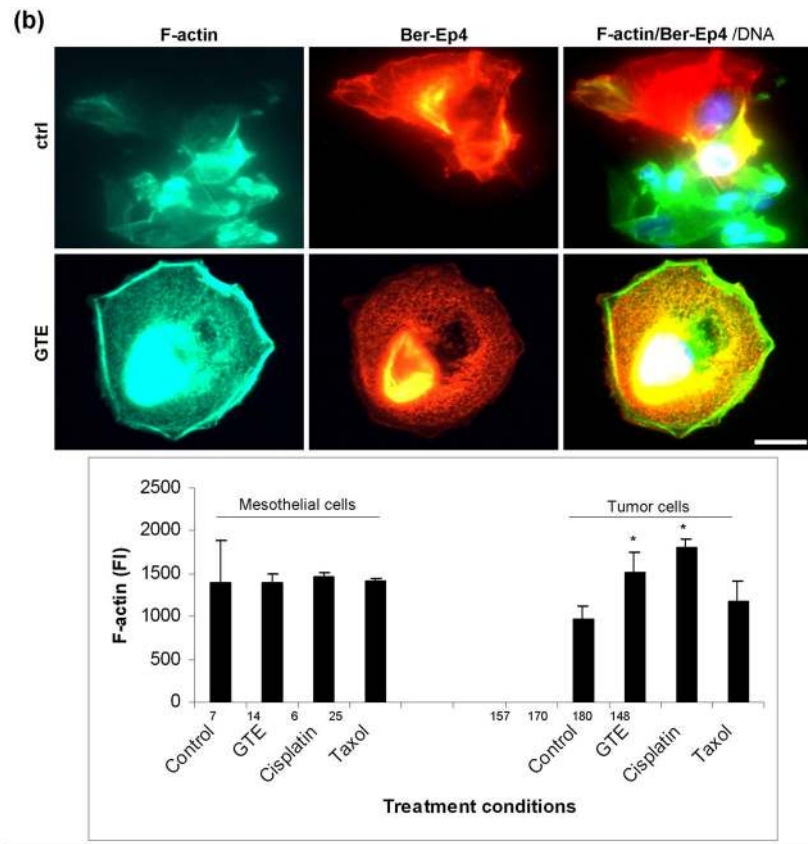 (b)
F-actin
Ber-Ep4
F-actin/Ber-Ep4 /DNA
ctrl
GTE
Mesothelial cells
Tumor cells
F-actin (FI)
2500
2000
1500
1000
500
0
* *
7 14 6 25 157 170 180 148
Control GTE Cisplatin Taxol Control GTE Cisplatin Taxol
Treatment conditions